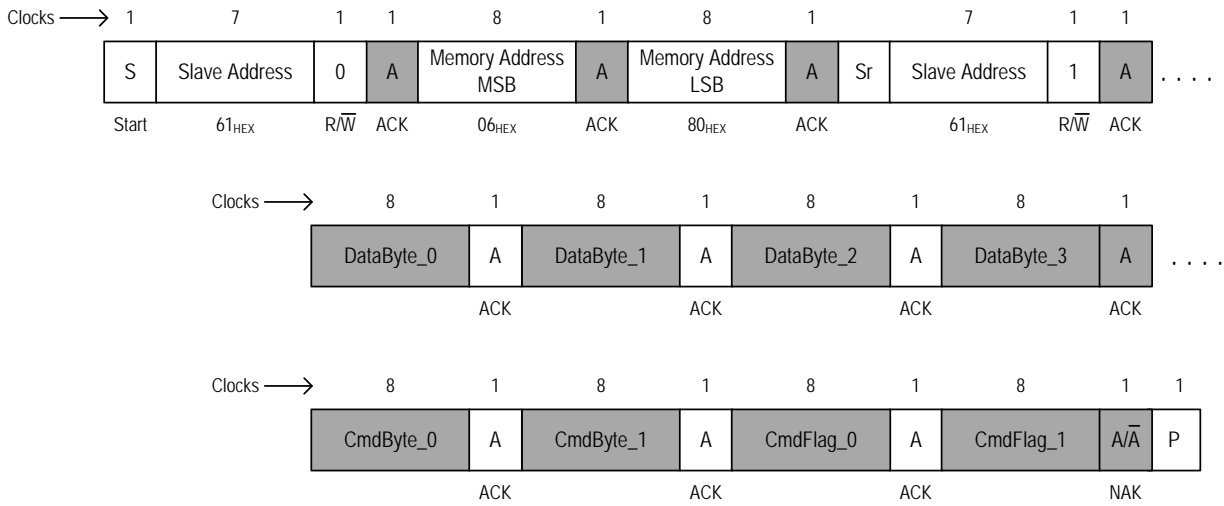 Clocks → 1 7 1 1 8 1 8 1 7 1 1
S Slave Address 0 A Memory Address MSB A Memory Address LSB A Sr Slave Address 1 A . . . .
Start 61HEX R/W̅ ACK 06HEX ACK 80HEX ACK 61HEX R/W̅ ACK
Clocks → 8 1 8 1 8 1 8 1
DataByte_0 A DataByte_1 A DataByte_2 A DataByte_3 A . . . .
ACK ACK ACK ACK
Clocks → 8 1 8 1 8 1 8 1 1
CmdByte_0 A CmdByte_1 A CmdFlag_0 A CmdFlag_1 A/A̅ P
ACK ACK ACK NAK